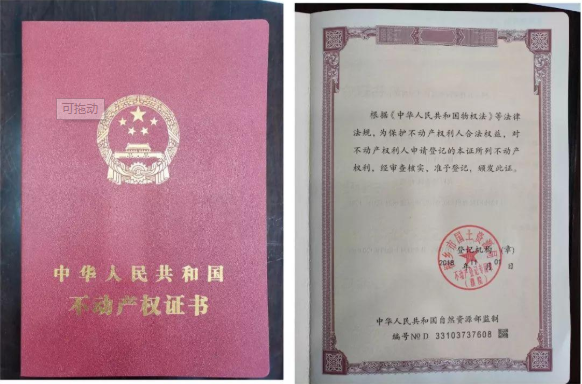 可拖动
中华人民共和国
不动产权证书
根据《中华人民共和国物权法》等法律
法规，为保护不动产权利人合法权益，对
不动产权利人申请登记的本证所列不动产
权利，经审查核实，准予登记，颁发此证。
登记机构（章）
2018 年 月 01 日
中华人民共和国自然资源部监制
编号№ D 33103737608